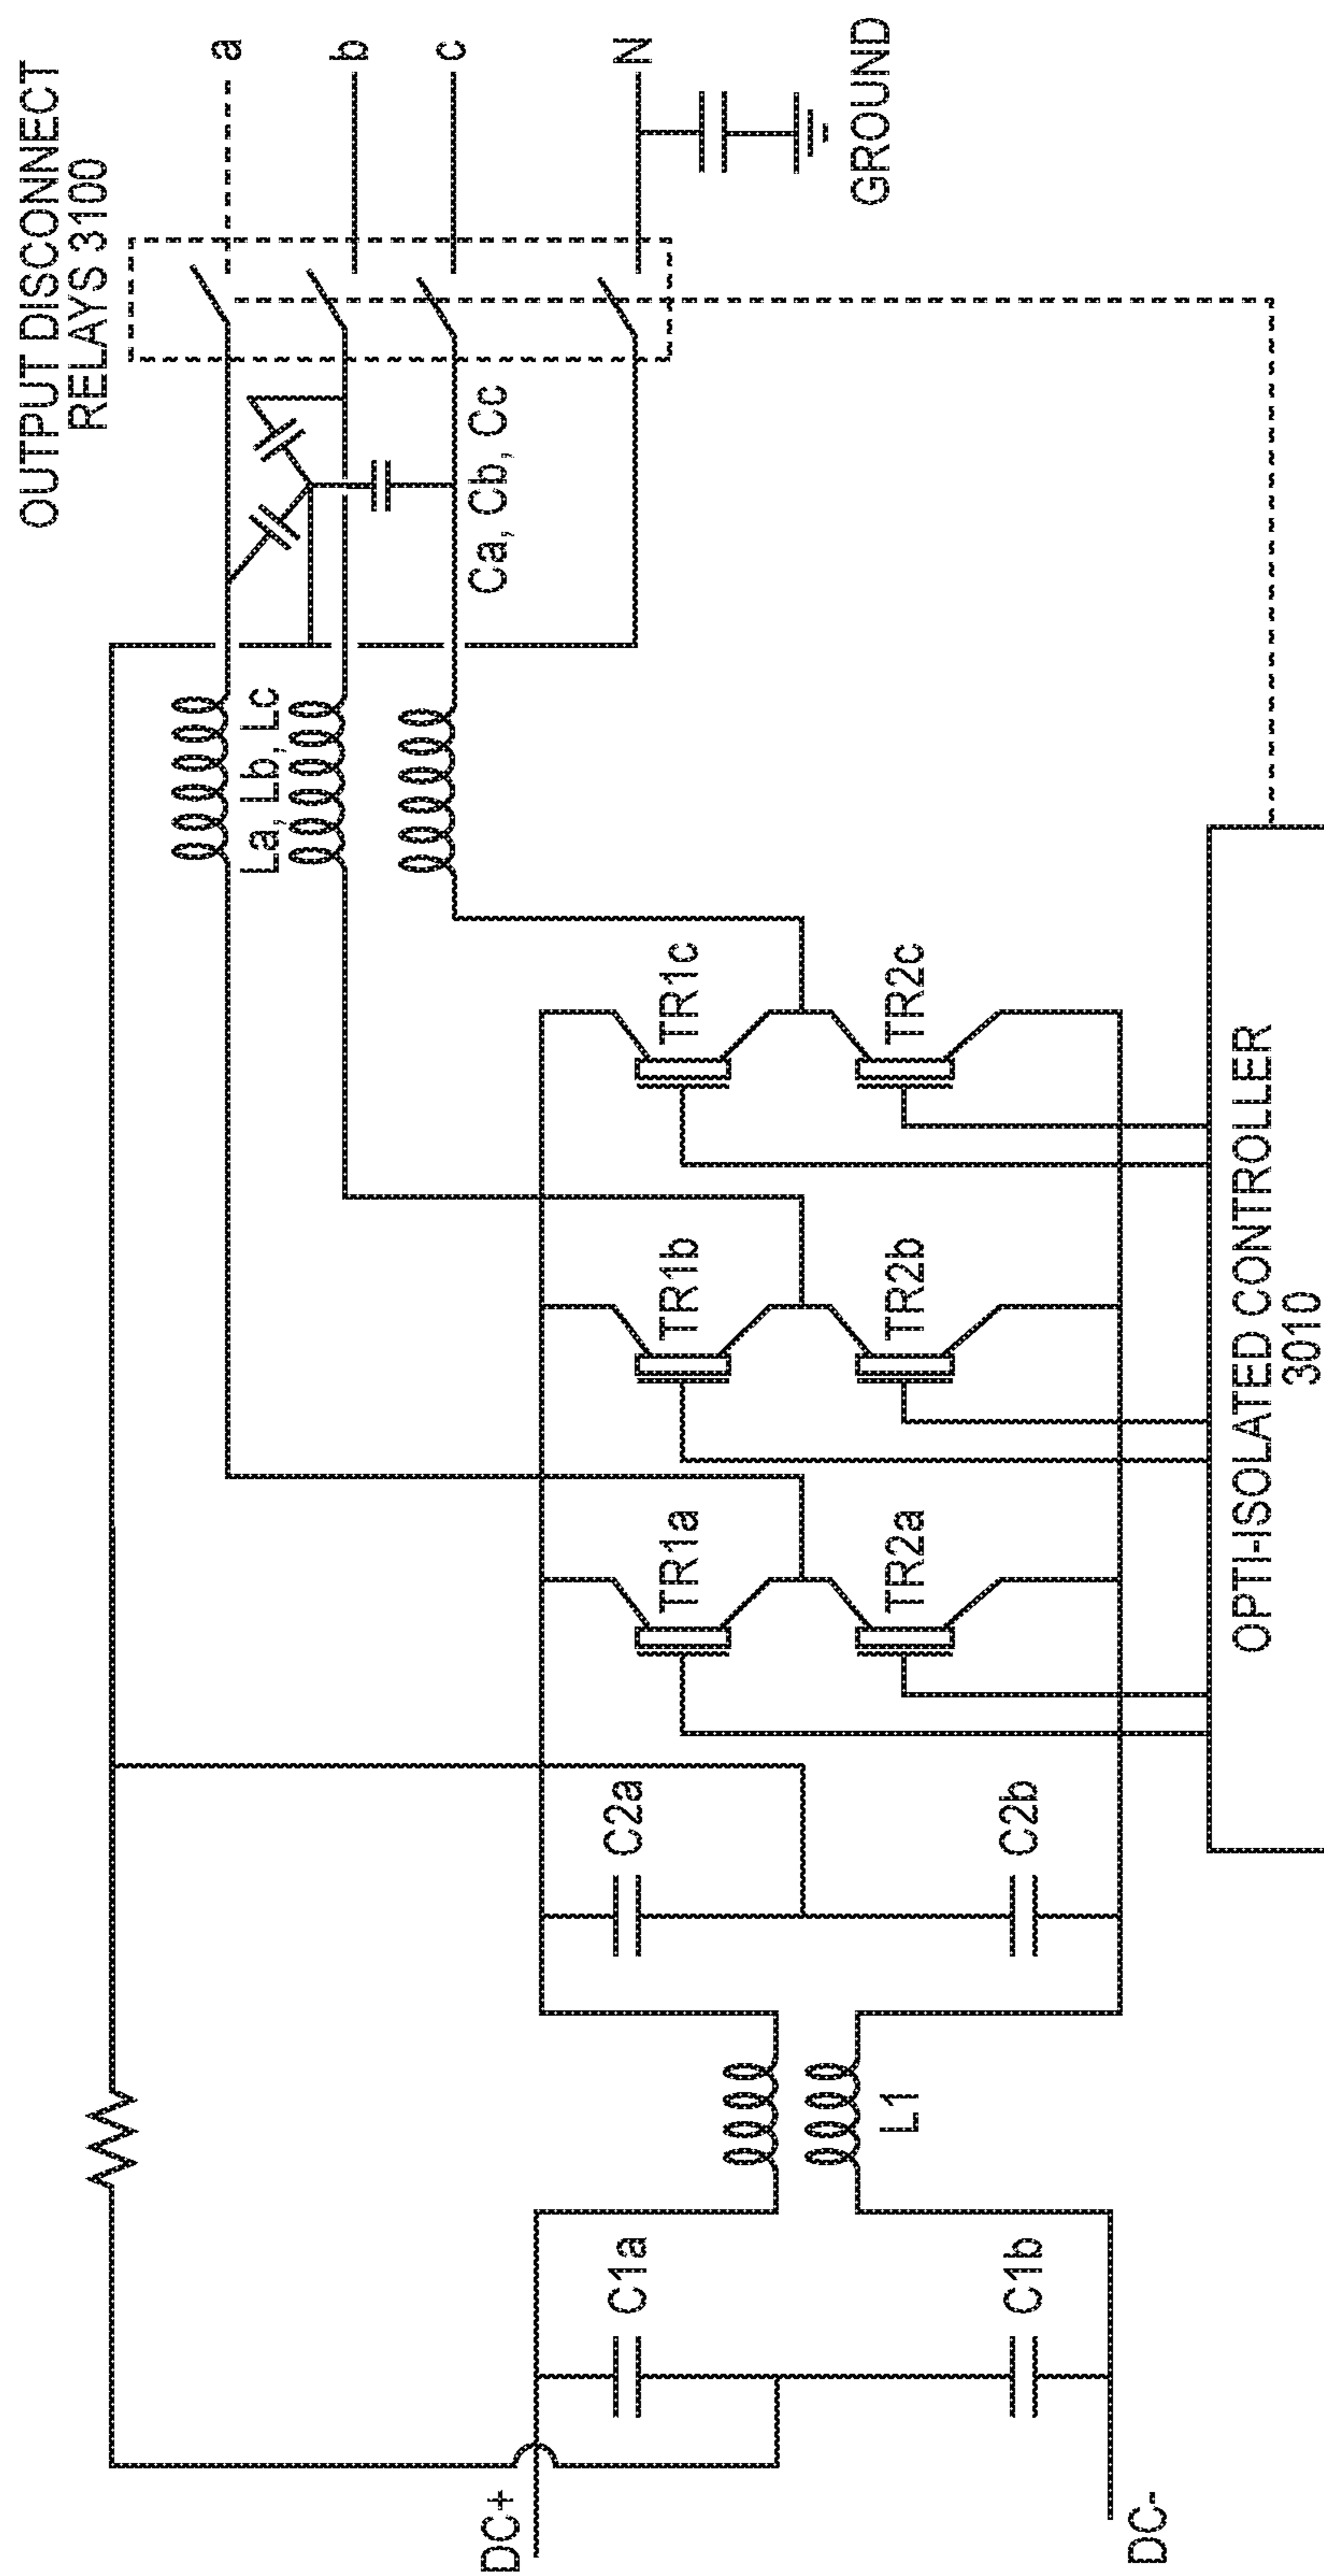 OUTPUT DISCONNECT
RELAYS 3100
a
b
c
N
GROUND
La, Lb, Lc
Ca, Cb, Cc
DC+
DC-
C1a
C1b
L1
C2a
C2b
TR1a
TR2a
TR1b
TR2b
TR1c
TR2c
OPTI-ISOLATED CONTROLLER
3010